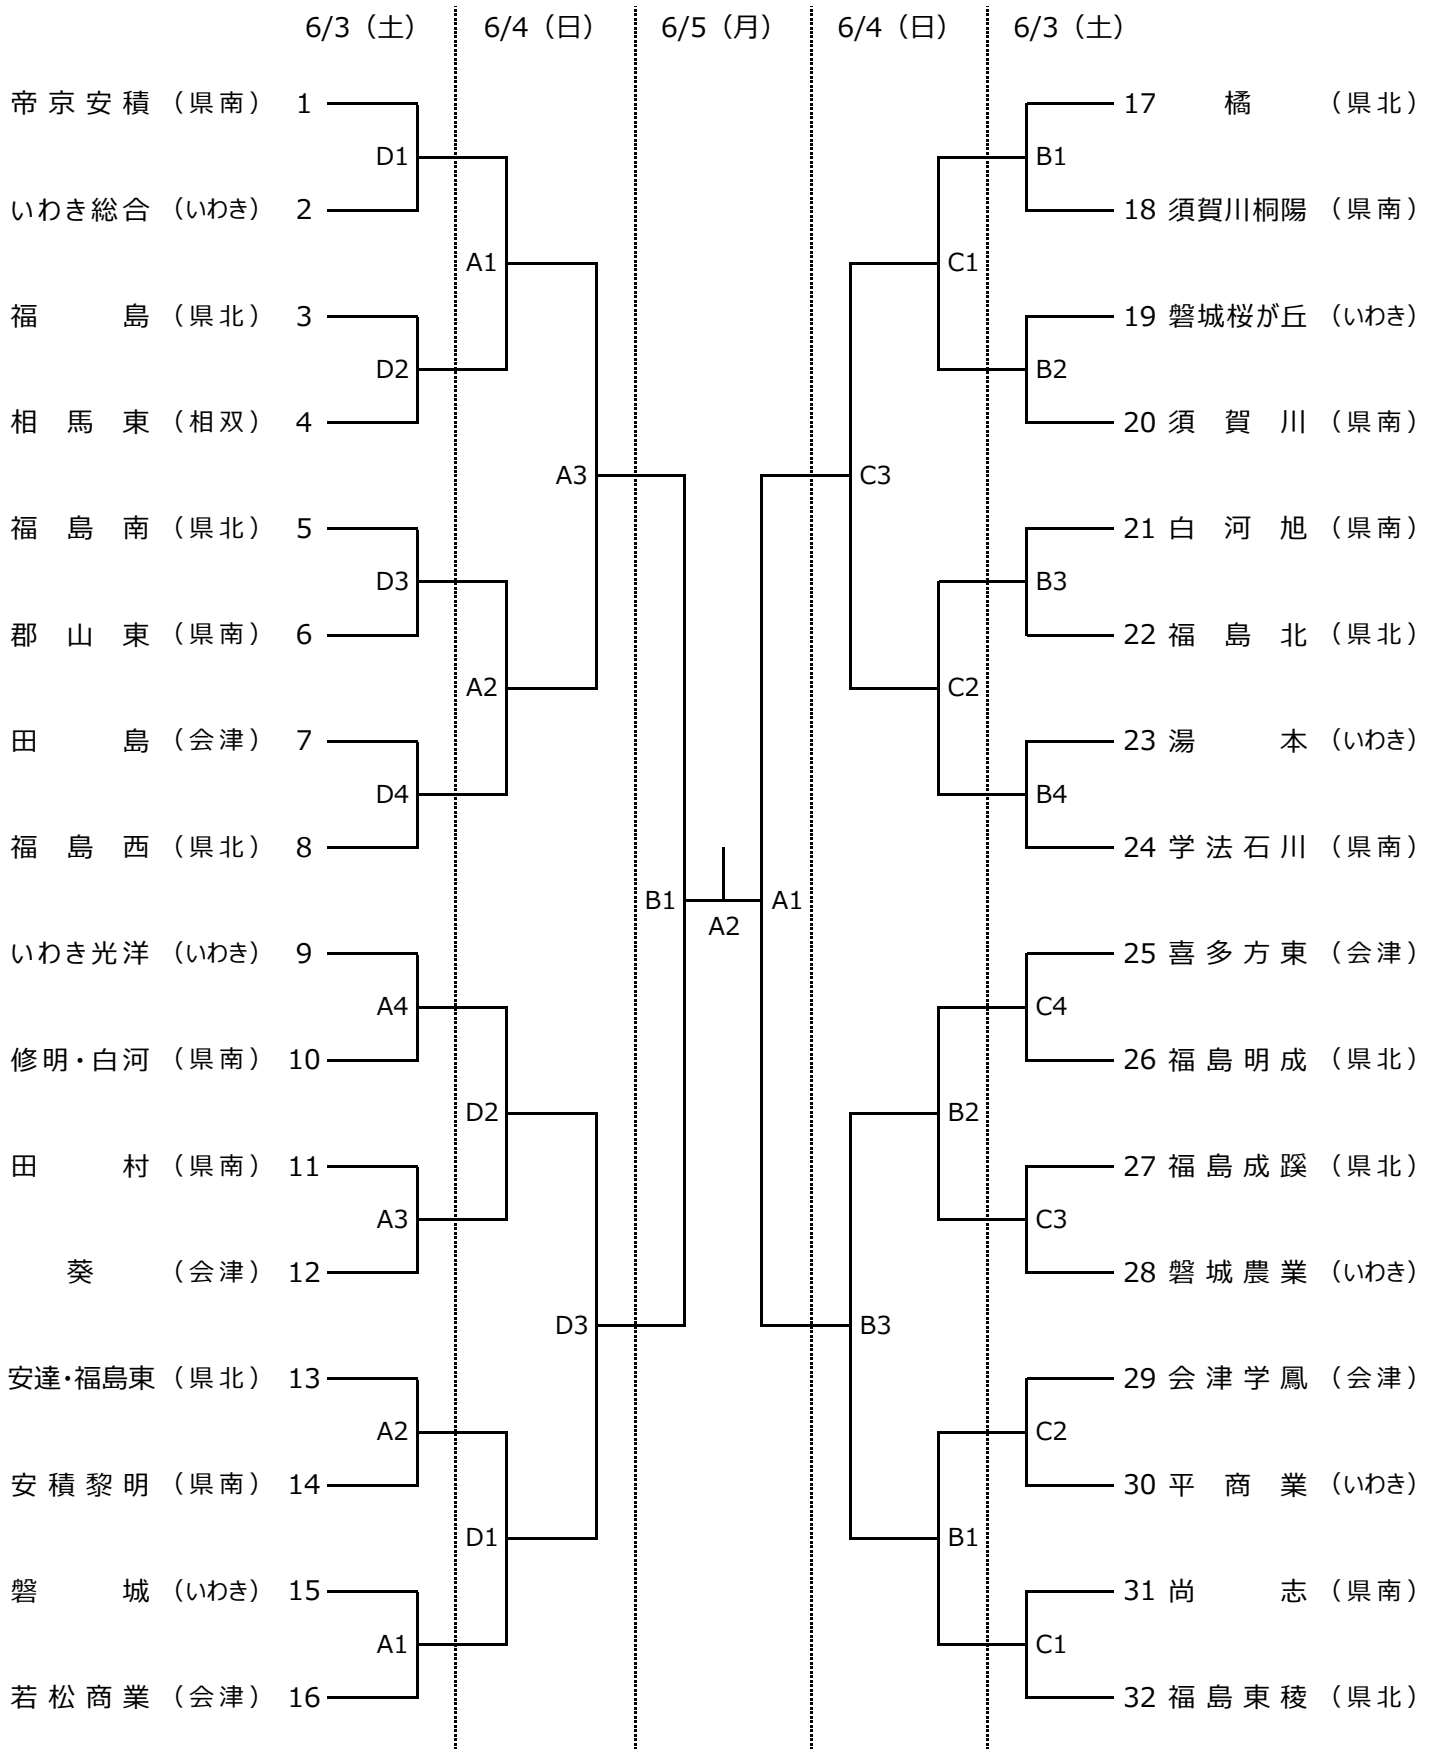 6/3（土） 6/4（日） 6/5（月） 6/4（日） 6/3（土）
帝京安積（県南） 1 17 橘（県北）
D1 B1
いわき総合（いわき） 2 18 須賀川桐陽（県南）
A1 C1
福島（県北） 3 19 磐城桜が丘（いわき）
D2 B2
相馬東（相双） 4 20 須賀川（県南）
A3 C3
福島南（県北） 5 21 白河旭（県南）
D3 B3
郡山東（県南） 6 22 福島北（県北）
A2 C2
田島（会津） 7 23 湯本（いわき）
D4 B4
福島西（県北） 8 24 学法石川（県南）
B1 A1
A2
いわき光洋（いわき） 9 25 喜多方東（会津）
A4 C4
修明・白河（県南） 10 26 福島明成（県北）
D2 B2
田村（県南） 11 27 福島成蹊（県北）
A3 C3
葵（会津） 12 28 磐城農業（いわき）
D3 B3
安達・福島東（県北） 13 29 会津学鳳（会津）
A2 C2
安積黎明（県南） 14 30 平商業（いわき）
D1 B1
磐城（いわき） 15 31 尚志（県南）
A1 C1
若松商業（会津） 16 32 福島東稜（県北）